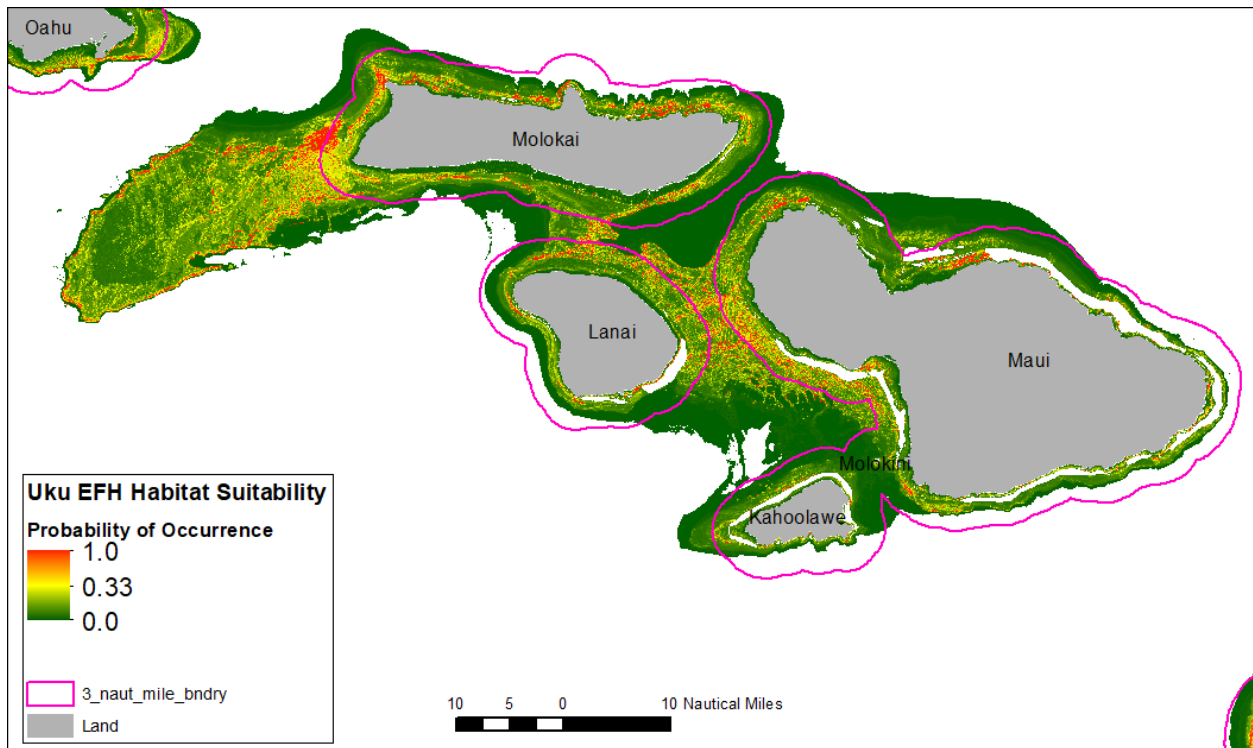 Oahu
Molokai
Lanai
Maui
Molokini
Kahoolawe
Uku EFH Habitat Suitability
Probability of Occurrence
1.0
0.33
0.0
3_naut_mile_bndry
Land
10 5 0 10 Nautical Miles